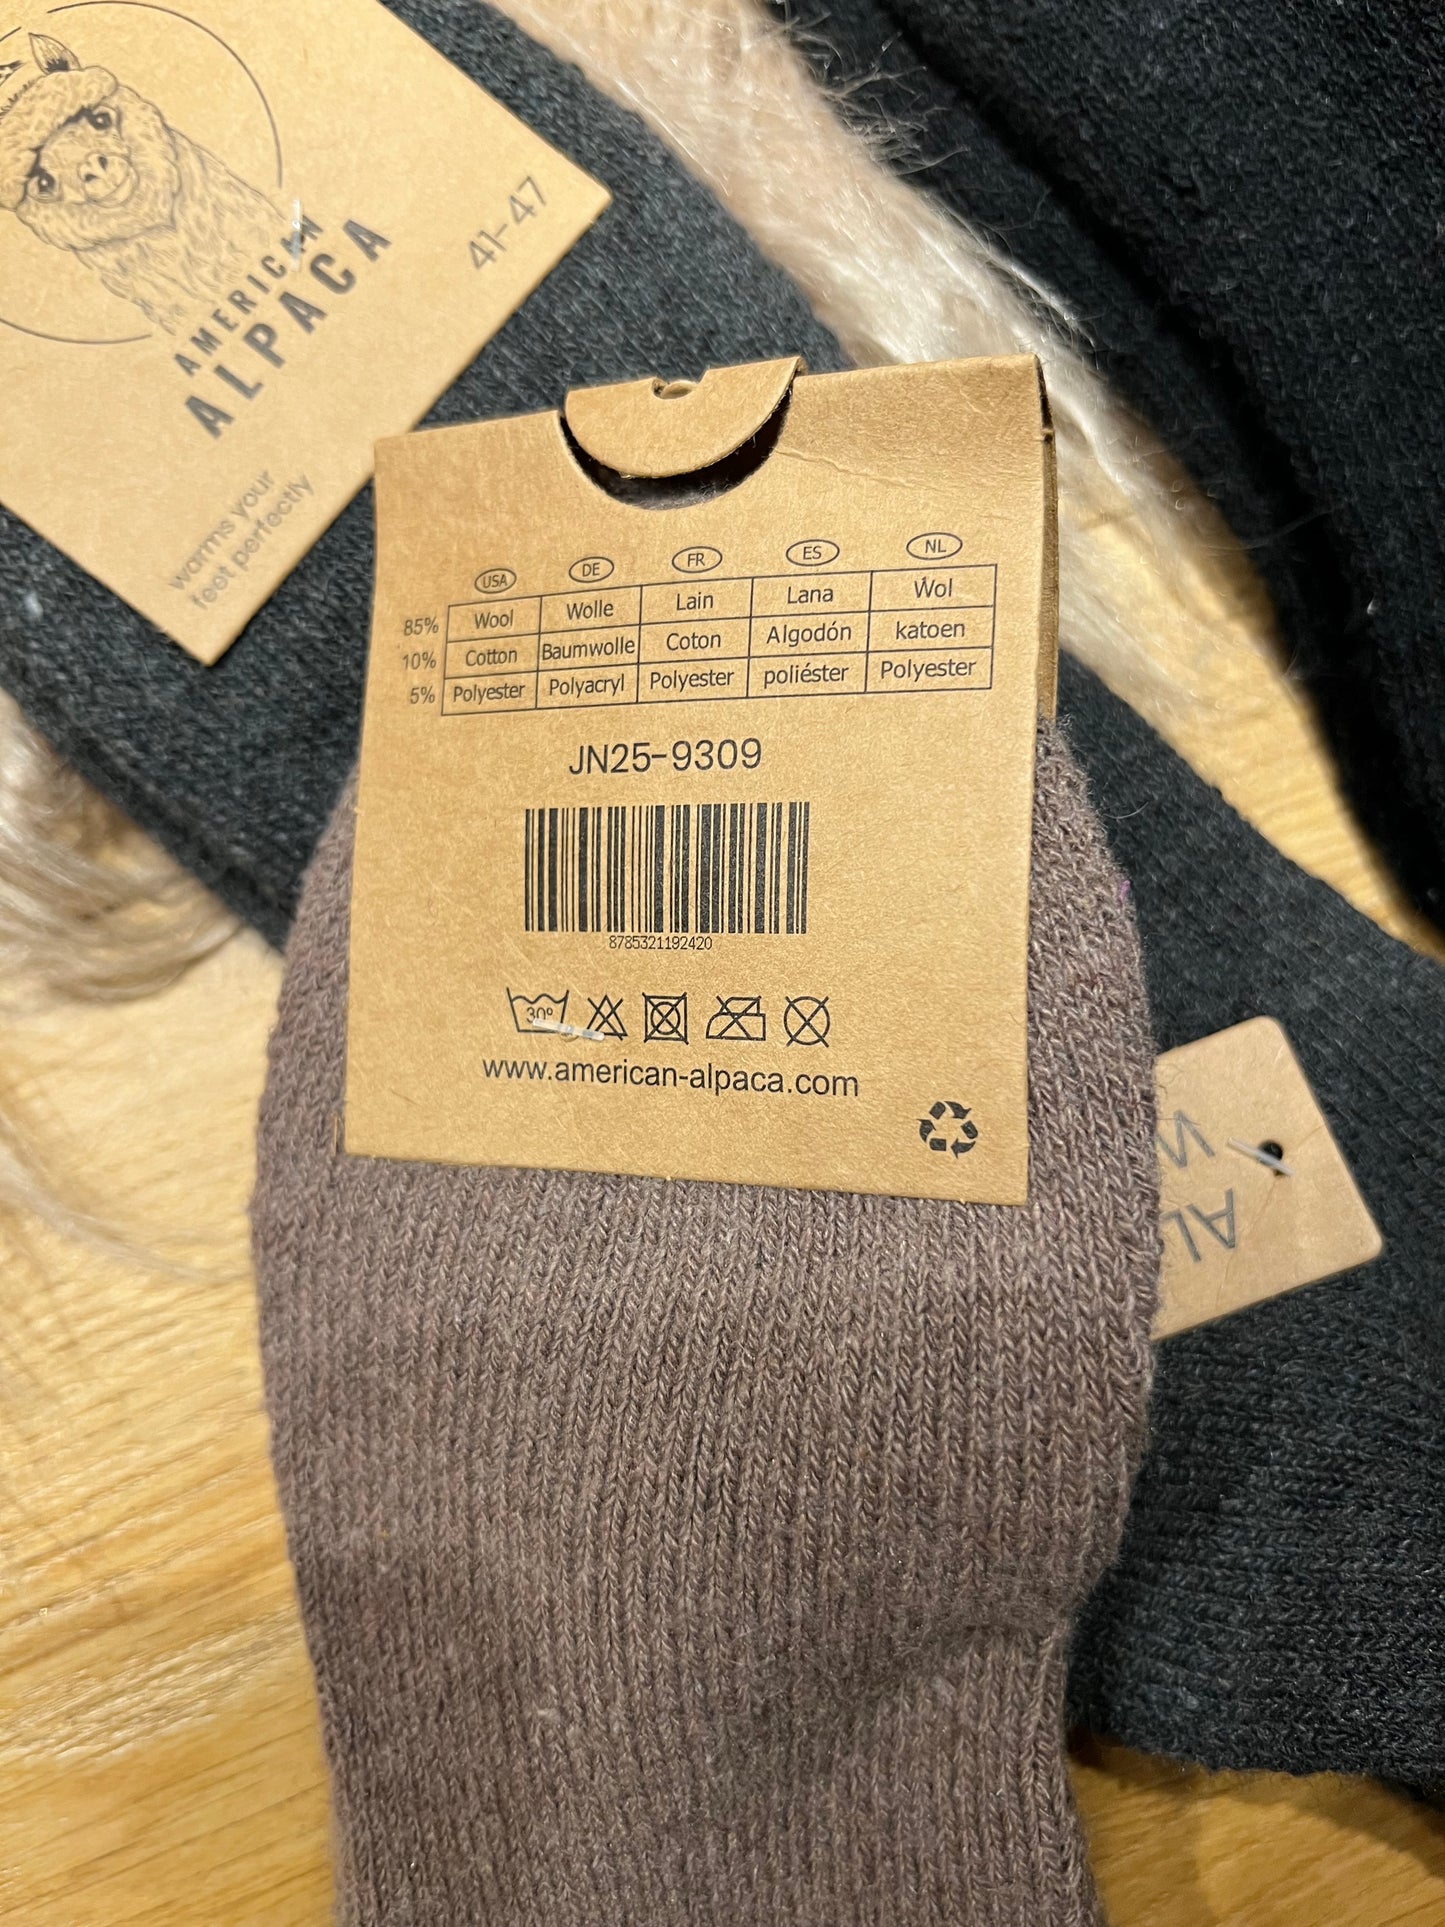 AMERICAN
ALPACA
41-47
warms your
feet perfectly
USA DE FR ES NL
85% Wool Wolle Lain Lana Wol
10% Cotton Baumwolle Coton Algodón katoen
5% Polyester Polyacryl Polyester poliéster Polyester
JN25-9309
8785321192420
30º
www.american-alpaca.com
AL